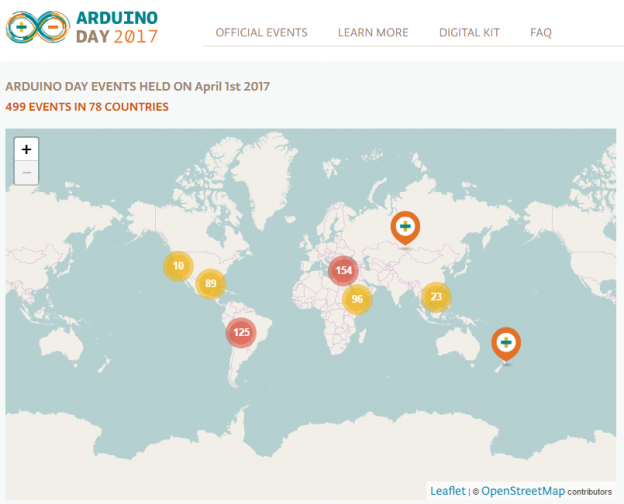 ARDUINO
DAY 2017
OFFICIAL EVENTS LEARN MORE DIGITAL KIT FAQ
ARDUINO DAY EVENTS HELD ON April 1st 2017
499 EVENTS IN 78 COUNTRIES
+
−
10
89
154
96
23
125
Leaflet | © OpenStreetMap contributors